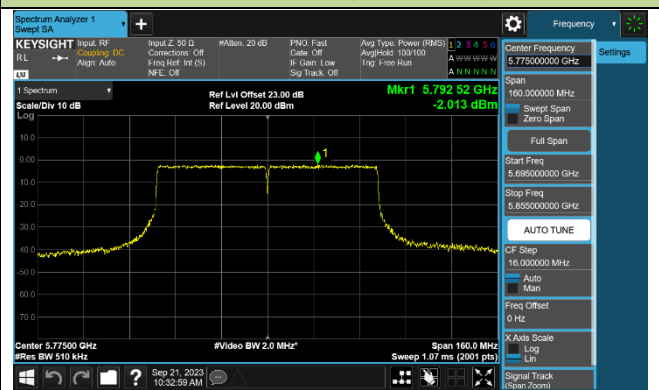 Spectrum Analyzer 1
Swept SA
+
Frequency
KEYSIGHT
RL
LXI
Input: RF
Coupling: DC
Align: Auto
Input Z: 50 Ω
Corrections: Off
Freq Ref: Int (S)
NFE: Off
#Atten: 20 dB
PNO: Fast
Gate: Off
IF Gain: Low
Sig Track: Off
Avg Type: Power (RMS)
Avg|Hold: 100/100
Trig: Free Run
1 2 3 4 5 6
A W W W W W
A N N N N N
Center Frequency
5.775000000 GHz
Settings
Span
160.000000 MHz
Swept Span
Zero Span
Full Span
Start Freq
5.695000000 GHz
Stop Freq
5.855000000 GHz
AUTO TUNE
CF Step
16.000000 MHz
Auto
Man
Freq Offset
0 Hz
X Axis Scale
Log
Lin
Signal Track
(Span Zoom)
1 Spectrum
Scale/Div 10 dB
Log
Ref Lvl Offset 23.00 dB
Ref Level 20.00 dBm
Mkr1 5.792 52 GHz
-2.013 dBm
10.0
0.00
-10.0
-20.0
-30.0
-40.0
-50.0
-60.0
-70.0
1
Center 5.77500 GHz
#Res BW 510 kHz
#Video BW 2.0 MHz*
Span 160.0 MHz
Sweep 1.07 ms (2001 pts)
?
Sep 21, 2023
10:32:59 AM